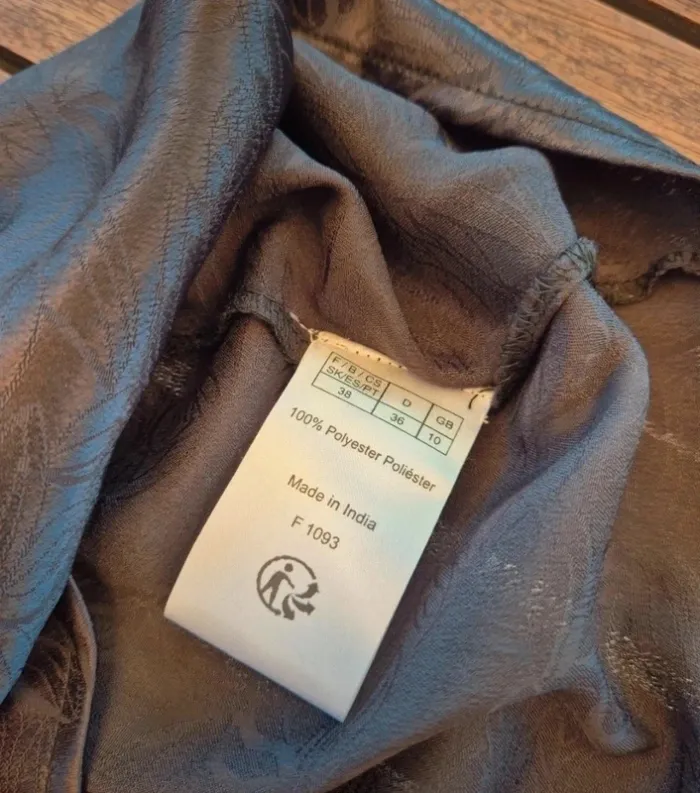 F / B / CS D GB
SK/ES/PT
38 36 10
100% Polyester Poliéster
Made in India
F 1093